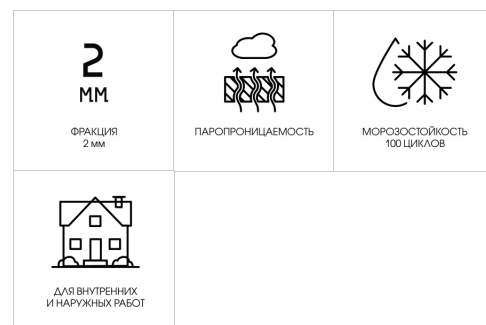 2
мм
ФРАКЦИЯ
2 мм
ПАРОПРОНИЦАЕМОСТЬ
МОРОЗОСТОЙКОСТЬ
100 ЦИКЛОВ
ДЛЯ ВНУТРЕННИХ
И НАРУЖНЫХ РАБОТ